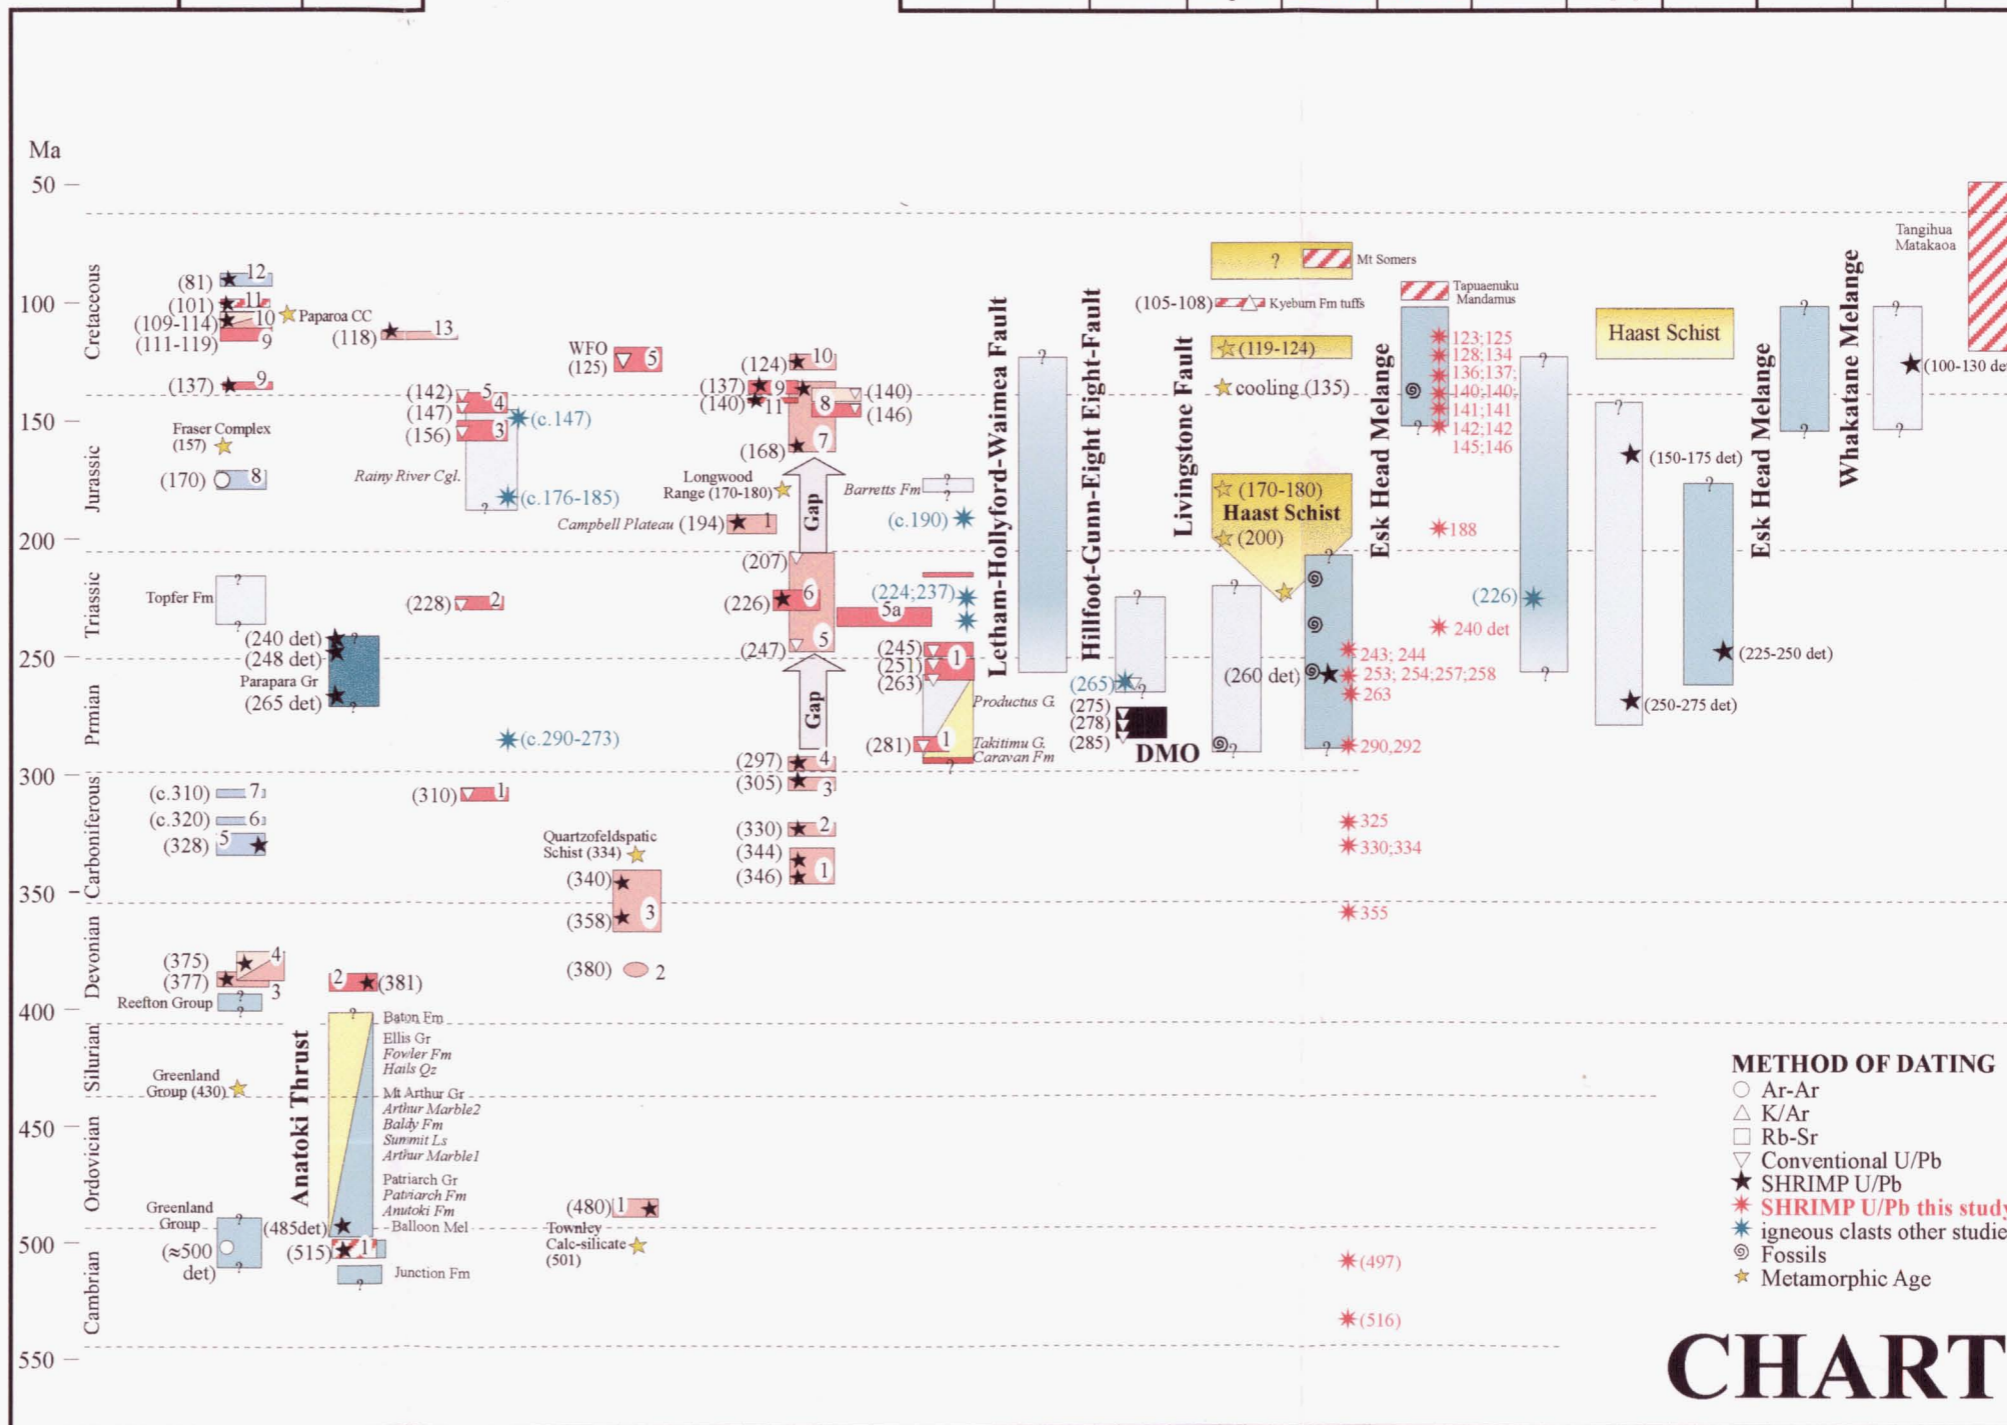 Ma
50
100
150
200
250
300
350
400
450
500
550
Cretaceous
Jurassic
Triassic
Prmian
Carboniferous
Devonian
Silurian
Ordovician
Cambrian
(81)
12
(101)
11
(109-114)
10
Paparoa CC
(111-119)
9
(137)
9
Fraser Complex
(157)
(170)
8
Topfer Fm
?
?
(240 det)
(248 det)
Parapara Gr
(265 det)
?
?
(c.310)
7
(c.320)
6
(328)
5
(375)
4
(377)
3
Reefton Group
?
?
Greenland
Group (430)
Greenland
Group
(≈500
det)
?
?
Anatoki Thrust
(118)
13
2
(381)
?
Baton Fm
Ellis Gr
Fowler Fm
Hails Qz
Mt Arthur Gr
Arthur Marble2
Baldy Fm
Summit Ls
Arthur Marble1
Patriarch Gr
Patriarch Fm
Anutoki Fm
Balloon Mel
(485det)
(515)
1
Junction Fm
?
(142)
5
(147)
4
(156)
3
(c.147)
Rainy River Cgl.
(c.176-185)
?
(228)
2
(c.290-273)
(310)
1
WFO
(125)
5
Quartzofeldspatic
Schist (334)
(340)
(358)
3
(380)
2
(480)
1
Townley
Calc-silicate
(501)
(124)
10
(137)
9
(140)
11
8
(140)
(146)
7
(168)
Longwood
Range (170-180)
Campbell Plateau (194)
1
Gap
(207)
(226)
6
5
(247)
5a
Gap
(297)
4
(305)
3
(330)
2
(344)
1
(346)
Barretts Fm
?
?
(c.190)
(224;237)
(245)
(251)
1
(263)
Productus G.
(281)
1
Takitimu G.
Caravan Fm
?
Letham-Hollyford-Waimea Fault
?
Hillfoot-Gunn-Eight Eight-Fault
?
(265)
?
(275)
(278)
(285)
DMO
Livingstone Fault
?
Mt Somers
(105-108)
Kyeburn Fm tuffs
(119-124)
cooling (135)
(170-180)
Haast Schist
(200)
?
?
?
(260 det)
?
Esk Head Melange
Tapuaenuku
Mandamus
123;125
128;134
136;137;
140;140;
141;141
142;142
145;146
188
240 det
243; 244
253; 254;257;258
263
290,292
325
330;334
355
(497)
(516)
?
(226)
?
Haast Schist
?
(150-175 det)
(250-275 det)
?
(225-250 det)
Esk Head Melange
?
?
Whakatane Melange
?
(100-130 det
?
Tangihua
Matakaoa
METHOD OF DATING
Ar-Ar
K/Ar
Rb-Sr
Conventional U/Pb
SHRIMP U/Pb
SHRIMP U/Pb this study
igneous clasts other studie
Fossils
Metamorphic Age
CHART